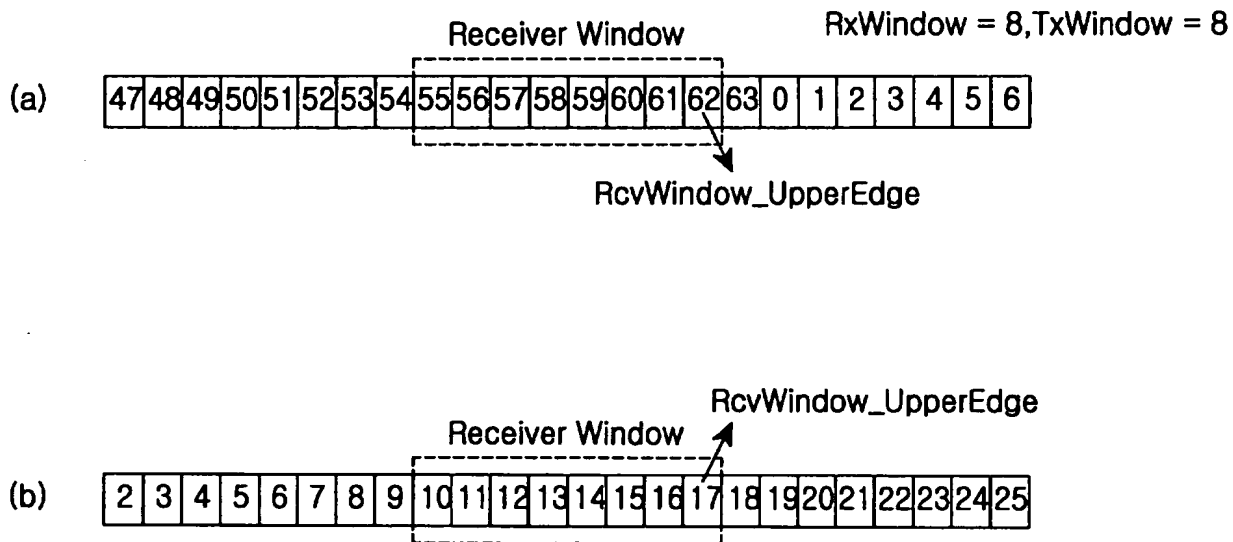 RxWindow = 8,TxWindow = 8
Receiver Window
(a) 47 48 49 50 51 52 53 54 55 56 57 58 59 60 61 62 63 0 1 2 3 4 5 6
RcvWindow_UpperEdge
RcvWindow_UpperEdge
Receiver Window
(b) 2 3 4 5 6 7 8 9 10 11 12 13 14 15 16 17 18 19 20 21 22 23 24 25